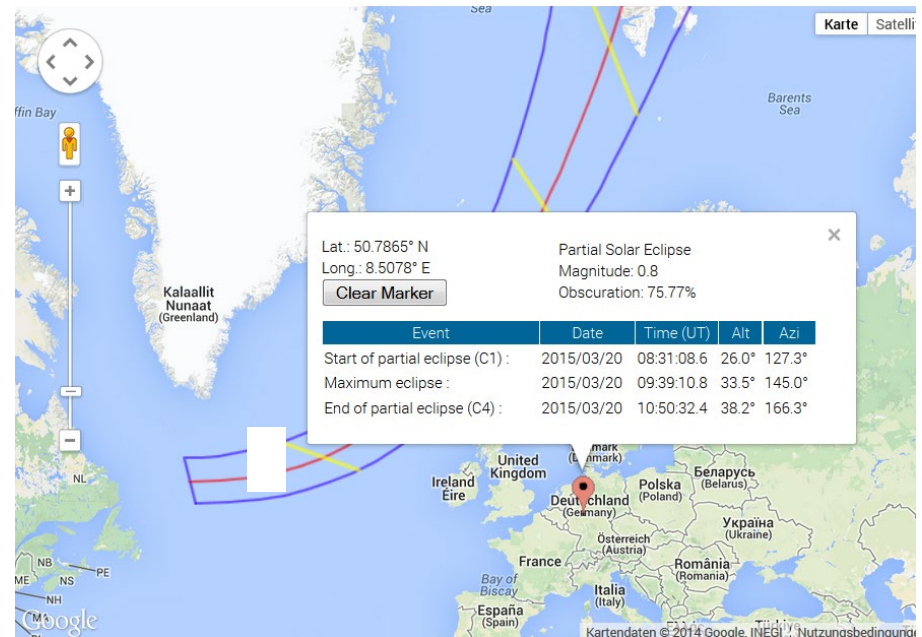 Sea
Karte Satelli
ffin Bay
Barents
Sea
Lat.: 50.7865° N
Long.: 8.5078° E
Clear Marker
Partial Solar Eclipse
Magnitude: 0.8
Obscuration: 75.77%
×
Event Date Time (UT) Alt Azi
Start of partial eclipse (C1) : 2015/03/20 08:31:08.6 26.0° 127.3°
Maximum eclipse : 2015/03/20 09:39:10.8 33.5° 145.0°
End of partial eclipse (C4) : 2015/03/20 10:50:32.4 38.2° 166.3°
Kalaallit
Nunaat
(Greenland)
NL
United
Kingdom
Ireland
Éire
mark
(Denmark)
Deutschland
(Germany)
Polska
(Poland)
Беларусь
(Belarus)
Україна
(Ukraine)
Österreich
(Austria)
France
România
(Romania)
Bay of
Biscay
Italia
(Italy)
España
(Spain)
NB
PE
ME
NS
NH
MA
Google
Türkiye
Kartendaten © 2014 Google, INEGI Nutzungsbedingu